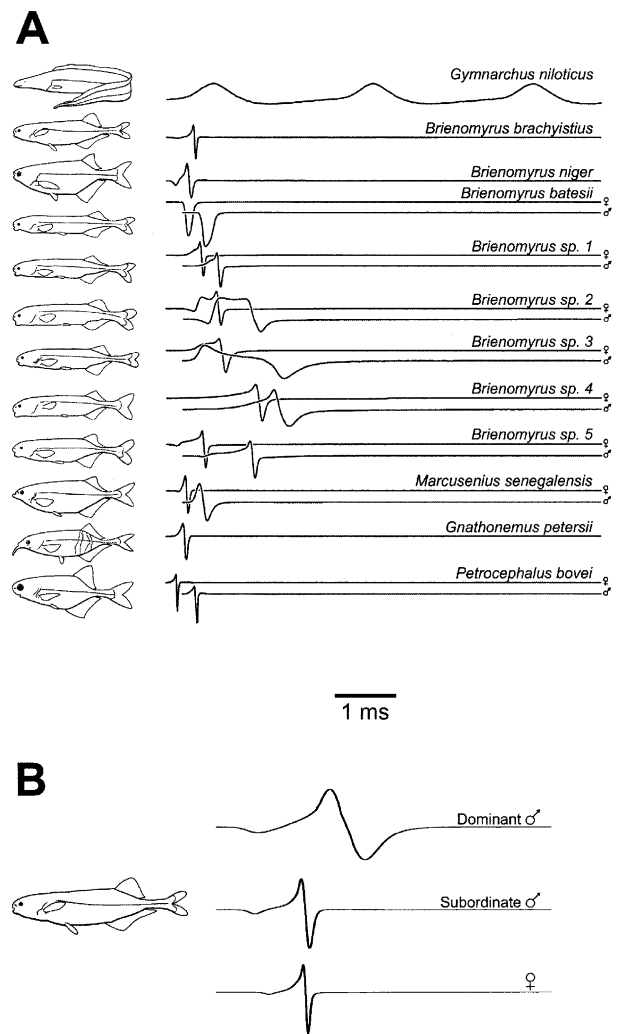 A
Gymnarchus niloticus
Brienomyrus brachyistius
Brienomyrus niger
Brienomyrus batesii
♀
♂
Brienomyrus sp. 1
♀
♂
Brienomyrus sp. 2
♀
♂
Brienomyrus sp. 3
♀
♂
Brienomyrus sp. 4
♀
♂
Brienomyrus sp. 5
♀
♂
Marcusenius senegalensis
♀
♂
Gnathonemus petersii
Petrocephalus bovei
♀
♂
1 ms
B
Dominant ♂
Subordinate ♂
♀